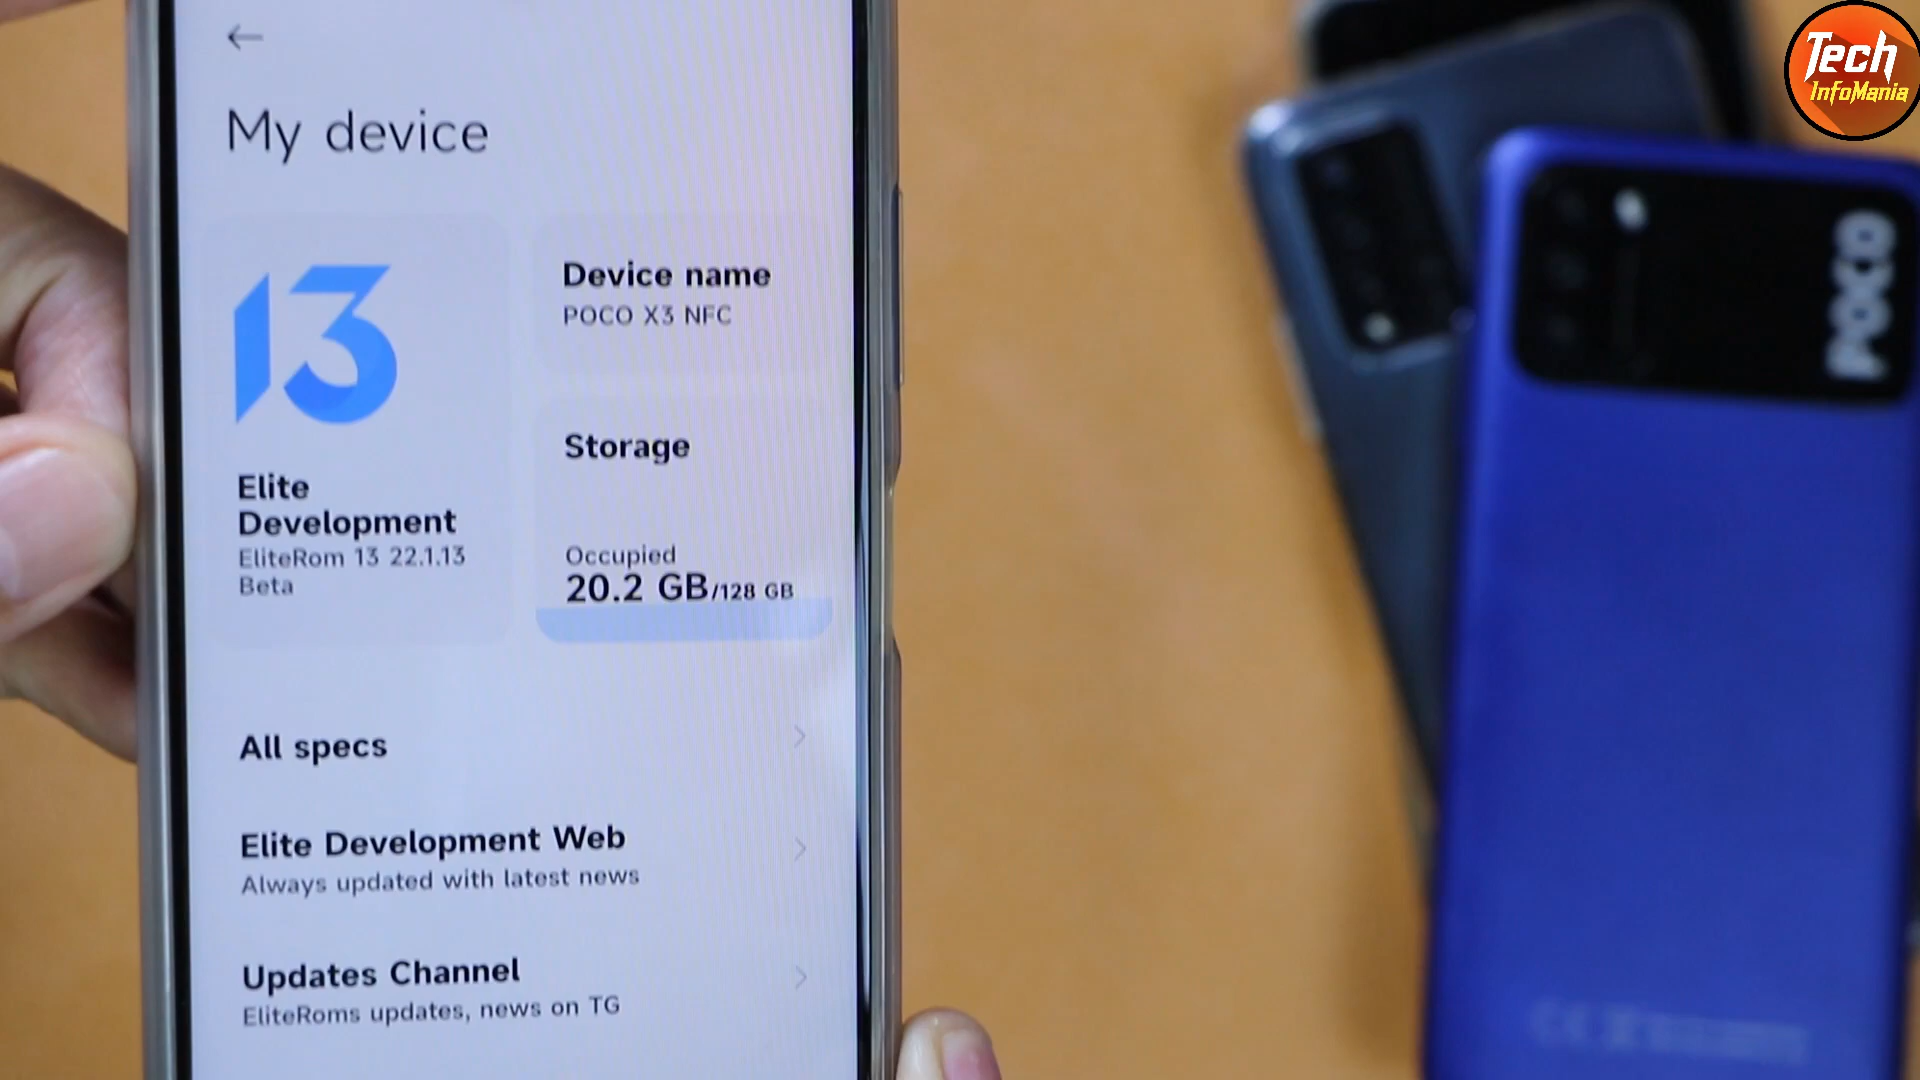 My device
13
Device name
POCO X3 NFC
Elite
Development
EliteRom 13 22.1.13
Beta
Storage
Occupied
20.2 GB/128 GB
All specs
Elite Development Web
Always updated with latest news
Updates Channel
EliteRoms updates, news on TG
Tech
InfoMania
POCO